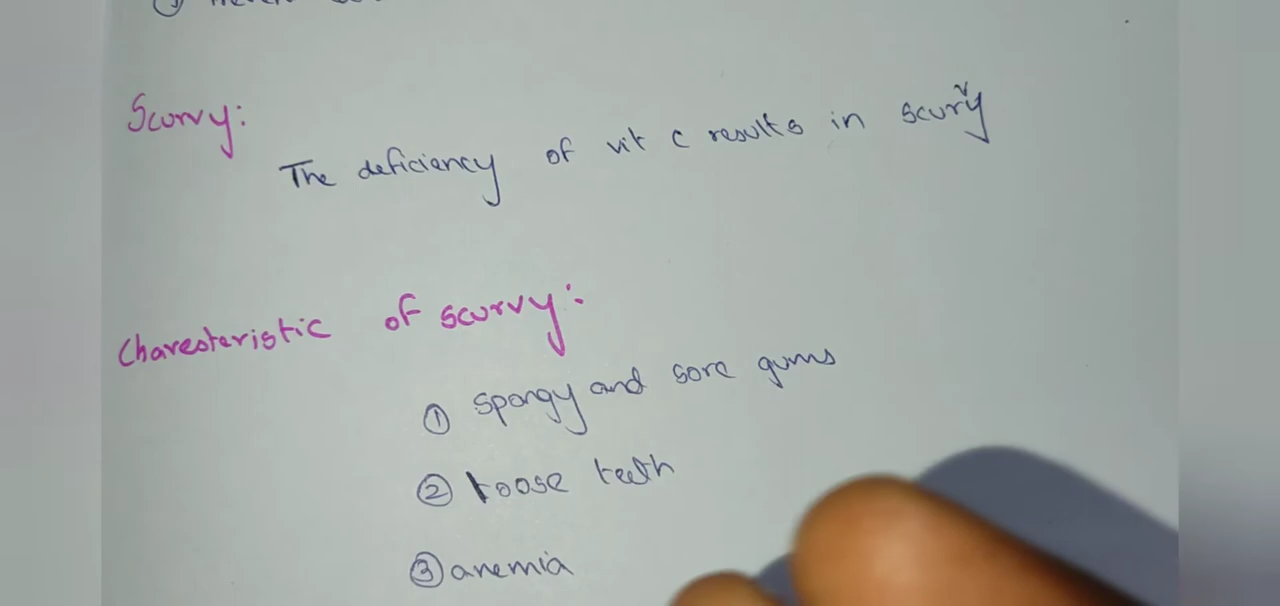 Scurvy:
The deficiency of vit c results in scurvy
Charecteristic of scurvy:
① spongy and sore gums
② loose teeth
③ anemia